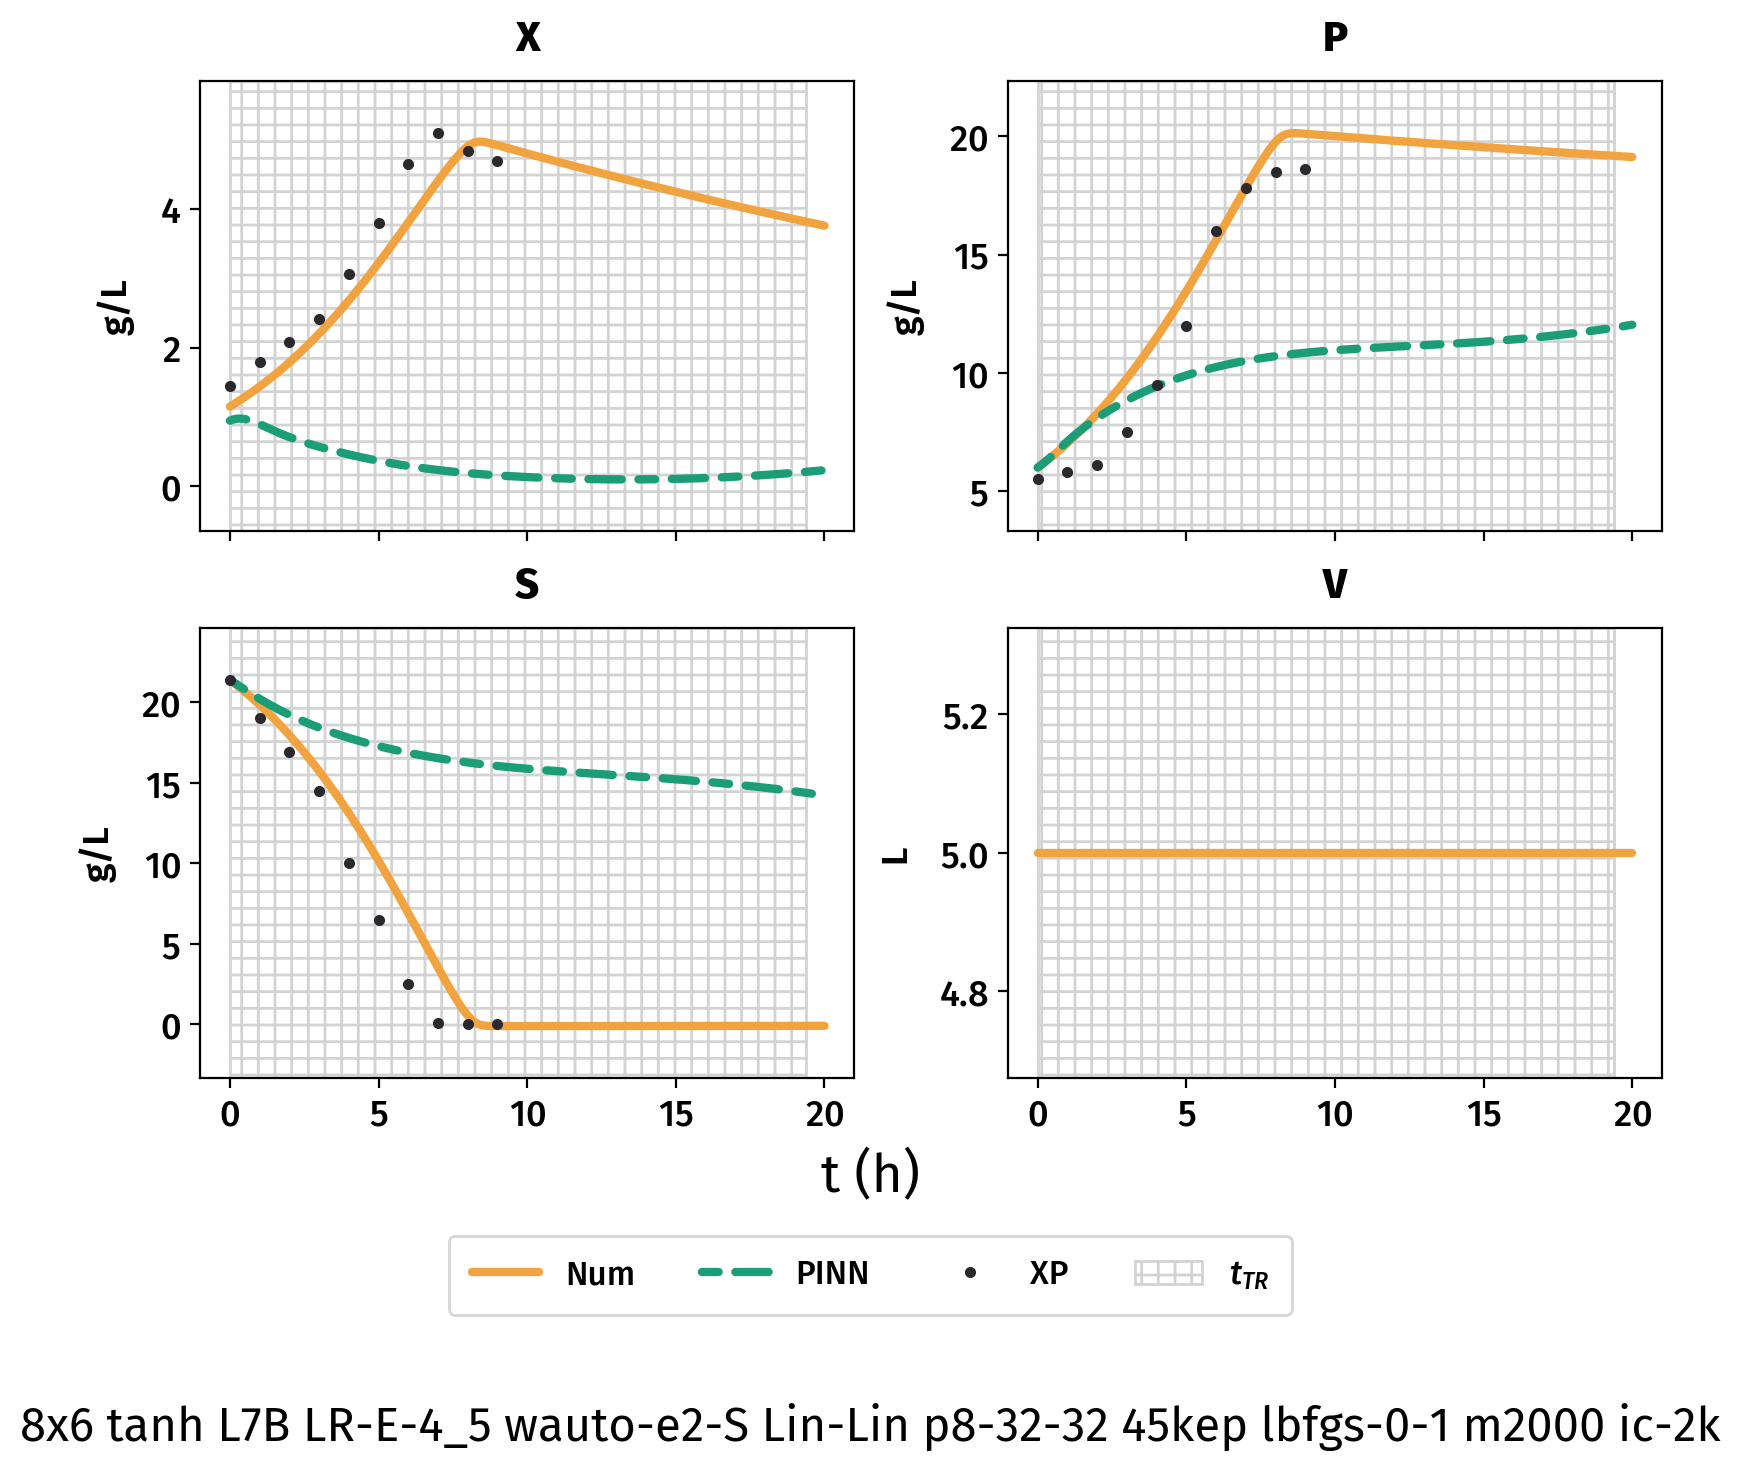 X
P
g/L
4
2
0
g/L
20
15
10
5
S
V
g/L
20
15
10
5
0
L
5.2
5.0
4.8
0 5 10 15 20
0 5 10 15 20
t (h)
Num PINN XP tTR
8x6 tanh L7B LR-E-4_5 wauto-e2-S Lin-Lin p8-32-32 45kep lbfgs-0-1 m2000 ic-2k